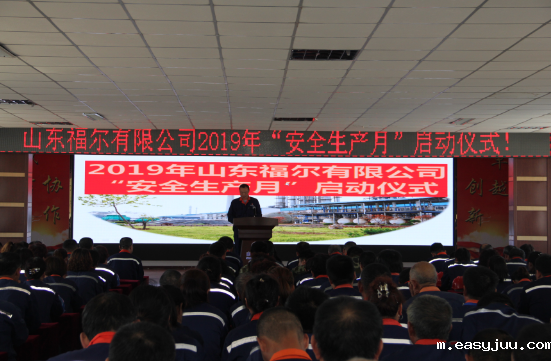 山东福尔有限公司2019年“安全生产月”启动仪式！
2019年山东福尔有限公司
“安全生产月”启动仪式
协
作
创
新
m.easyjuu.com